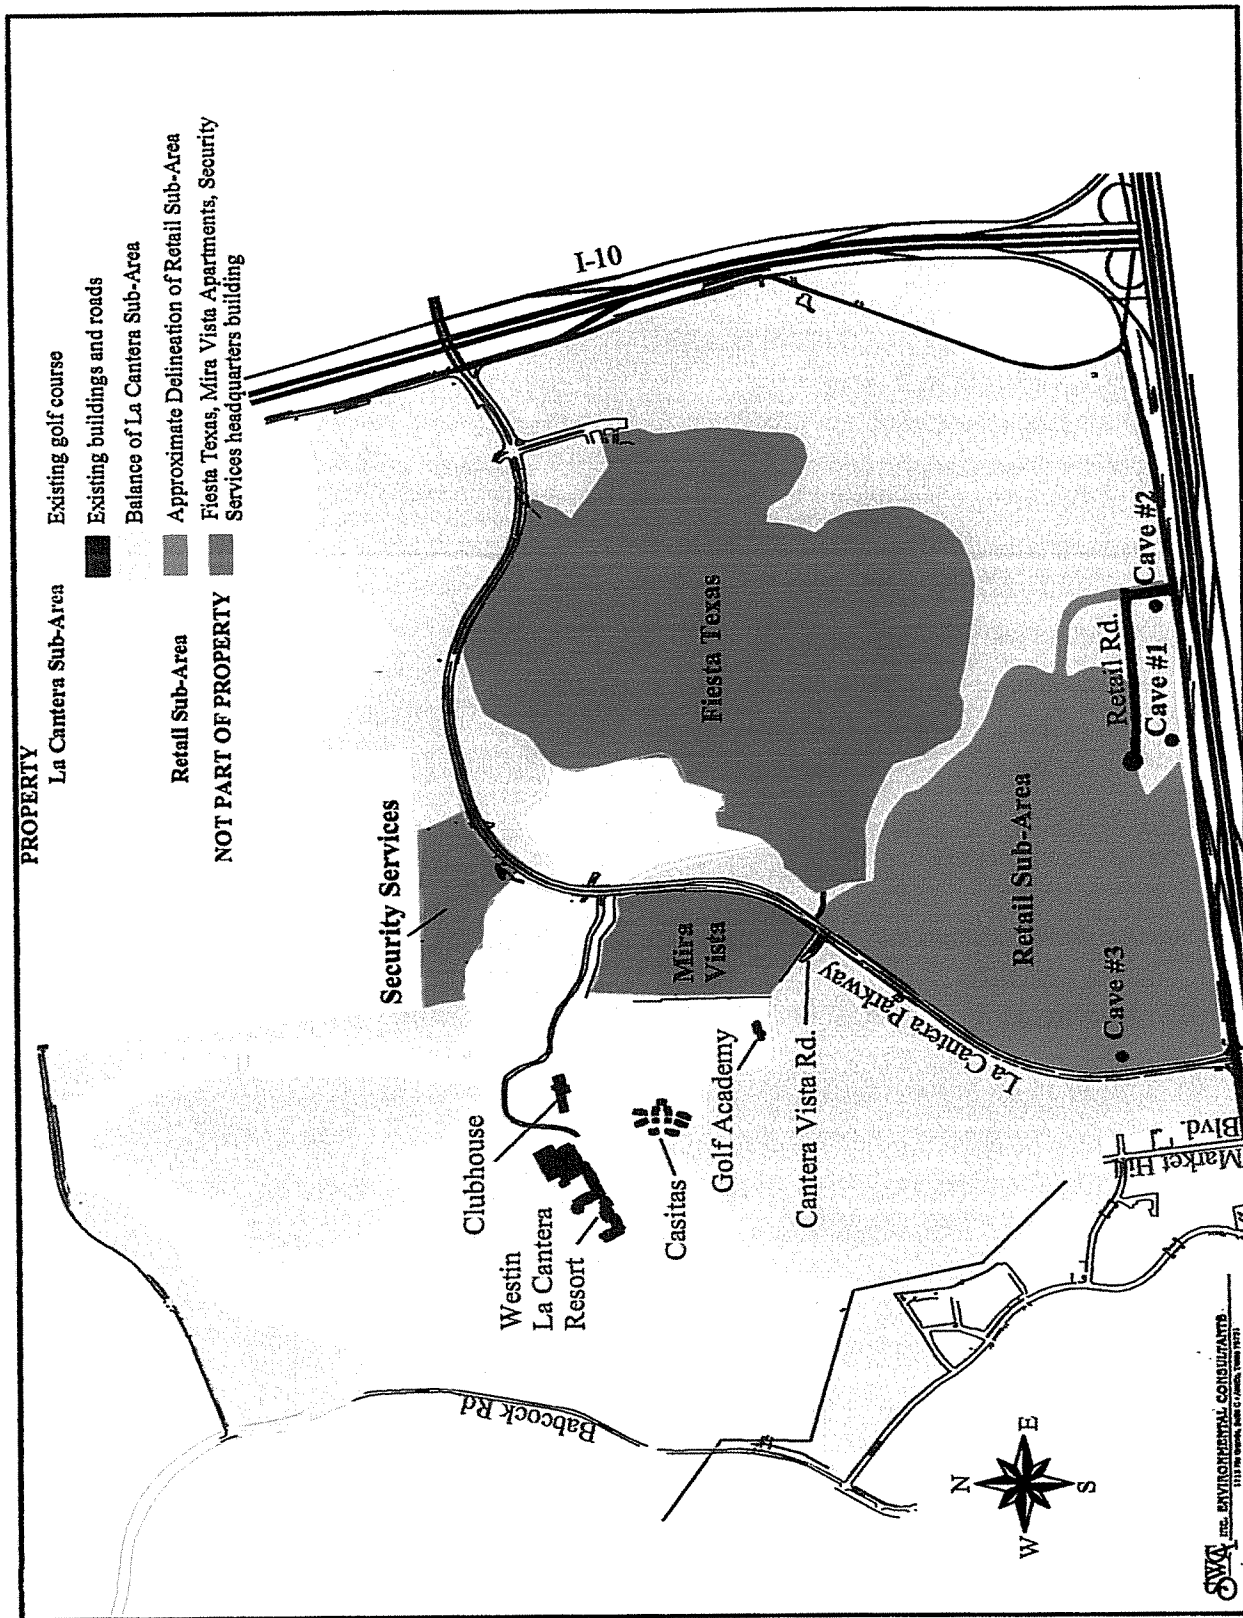 PROPERTY
La Cantera Sub-Area
Existing golf course
Existing buildings and roads
Balance of La Cantera Sub-Area
Retail Sub-Area
Approximate Delineation of Retail Sub-Area
NOT PART OF PROPERTY
Fiesta Texas, Mira Vista Apartments, Security
Services headquarters building
I-10
Security Services
Fiesta Texas
Mira
Vista
Clubhouse
Westin
La Cantera
Resort
Casitas
Golf Academy
Cantera Vista Rd.
La Cantera Parkway
Retail Sub-Area
Retail Rd.
Cave #1
Cave #2
Cave #3
Babcock Rd
Market Hill
Blvd.
N
E
S
W
SWCA INC. ENVIRONMENTAL CONSULTANTS